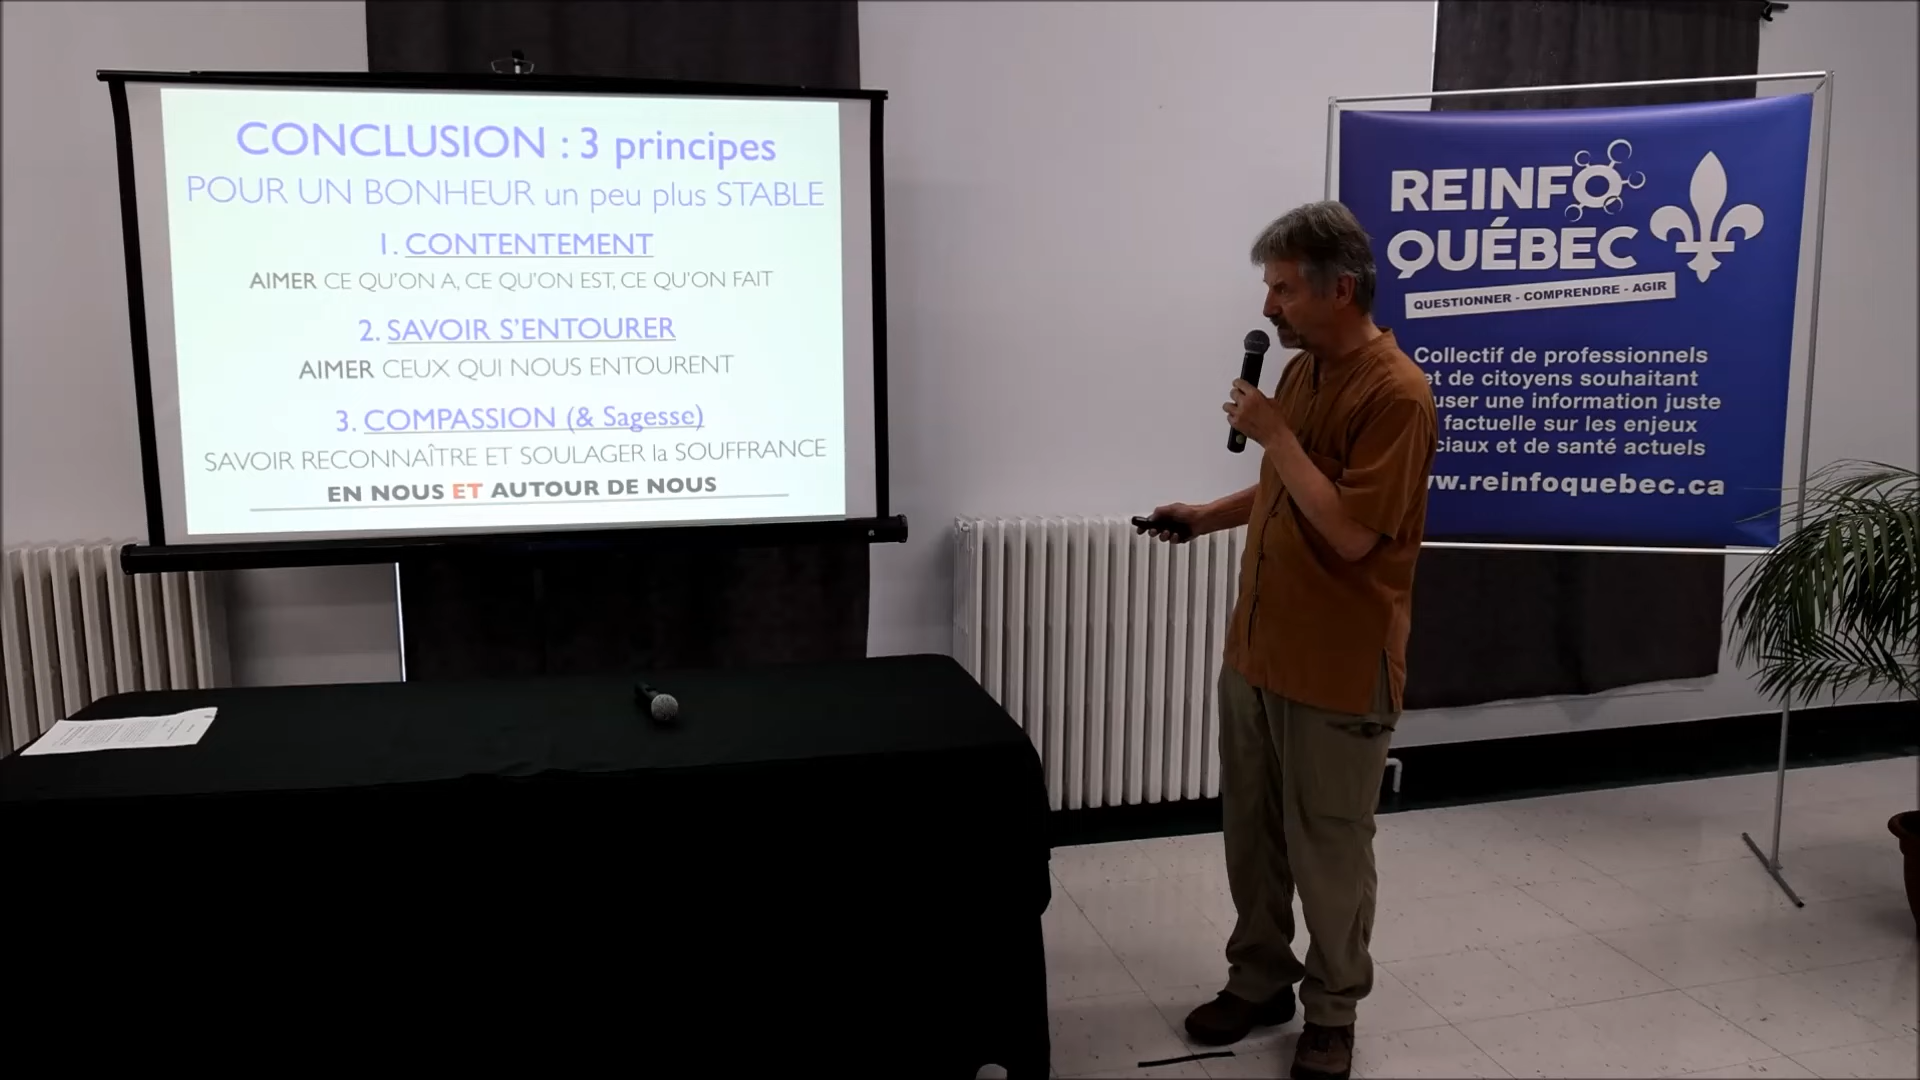 CONCLUSION : 3 principes
POUR UN BONHEUR un peu plus STABLE
1. CONTENTEMENT
AIMER CE QU'ON A, CE QU'ON EST, CE QU'ON FAIT
2. SAVOIR S'ENTOURER
AIMER CEUX QUI NOUS ENTOURENT
3. COMPASSION (& Sagesse)
SAVOIR RECONNAÎTRE ET SOULAGER la SOUFFRANCE
EN NOUS ET AUTOUR DE NOUS
REINFO
QUÉBEC
QUESTIONNER - COMPRENDRE - AGIR
Collectif de professionnels
et de citoyens souhaitant
une information juste
factuelle sur les enjeux
et de santé actuels
w.reinfoquebec.ca